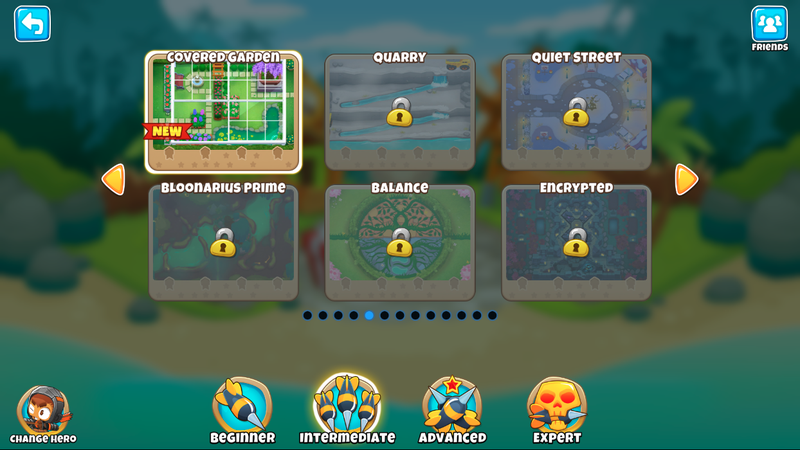 FRIENDS
COVERED GARDEN
QUARRY
QUIET STREET
NEW
BLOONARIUS PRIME
BALANCE
ENCRYPTED
CHANGE HERO
BEGINNER
INTERMEDIATE
ADVANCED
EXPERT